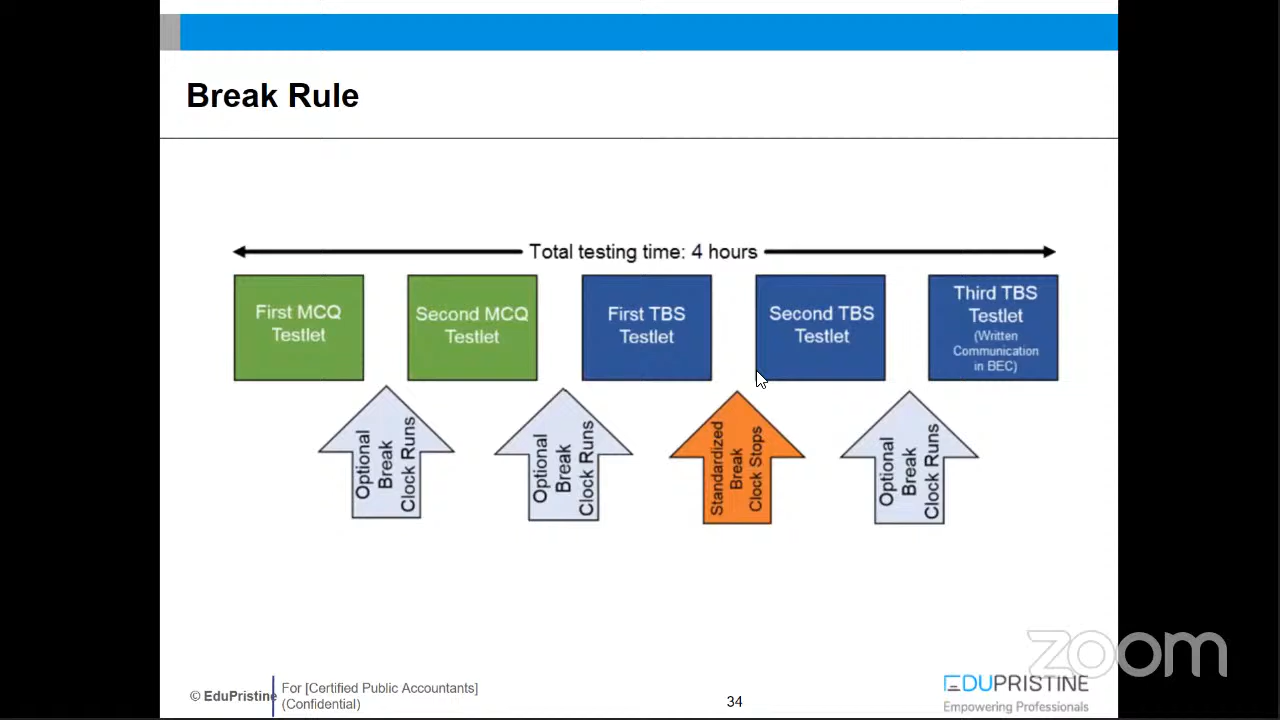 Break Rule
Total testing time: 4 hours
First MCQ
Testlet
Second MCQ
Testlet
First TBS
Testlet
Second TBS
Testlet
Third TBS
Testlet
(Written
Communication
in BEC)
Optional
Break
Clock Runs
Optional
Break
Clock Runs
Standardized
Break
Clock Stops
Optional
Break
Clock Runs
zoom
© EduPristine
For [Certified Public Accountants]
(Confidential)
34
EDUPRISTINE
Empowering Professionals